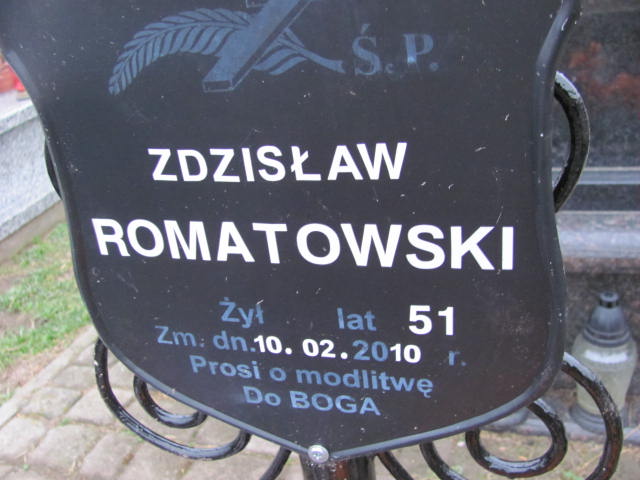 Ś.P.
ZDZISŁAW
ROMATOWSKI
Żył lat 51
Zm. dn. 10. 02. 2010 r.
Prosi o modlitwę
Do BOGA